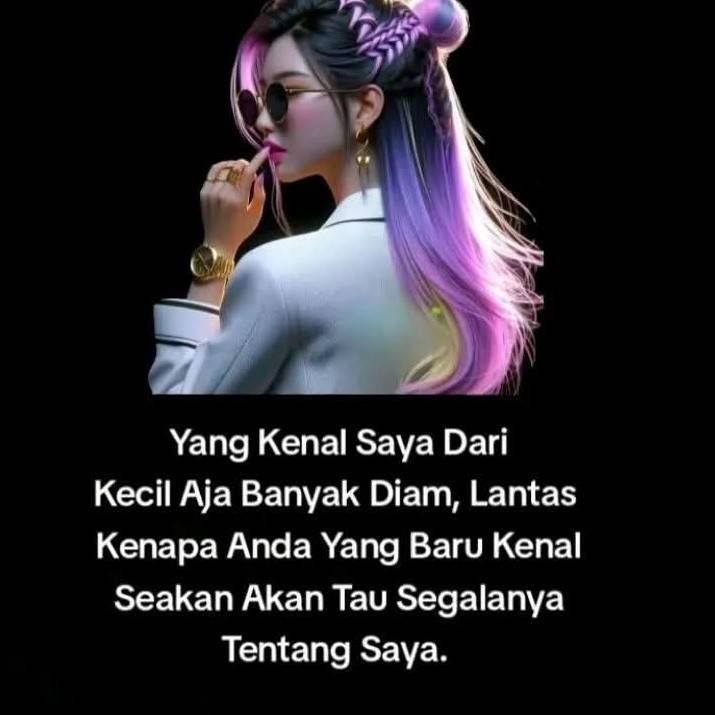 Yang Kenal Saya Dari
Kecil Aja Banyak Diam, Lantas
Kenapa Anda Yang Baru Kenal
Seakan Akan Tau Segalanya
Tentang Saya.